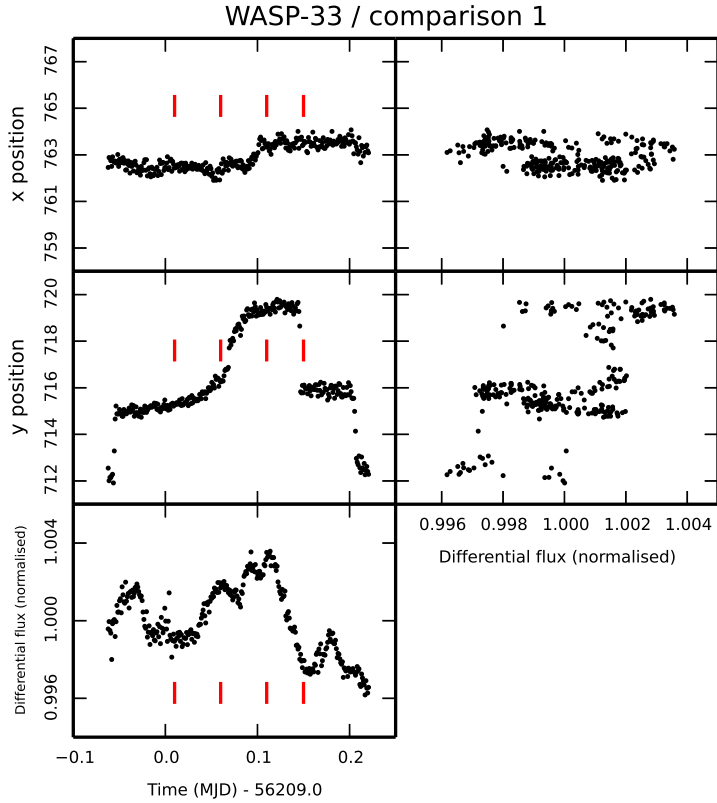 WASP-33 / comparison 1
x position
767
765
763
761
759
y position
720
718
716
714
712
0.996 0.998 1.000 1.002 1.004
Differential flux (normalised)
Differential flux (normalised)
1.004
1.000
0.996
−0.1 0.0 0.1 0.2
Time (MJD) - 56209.0